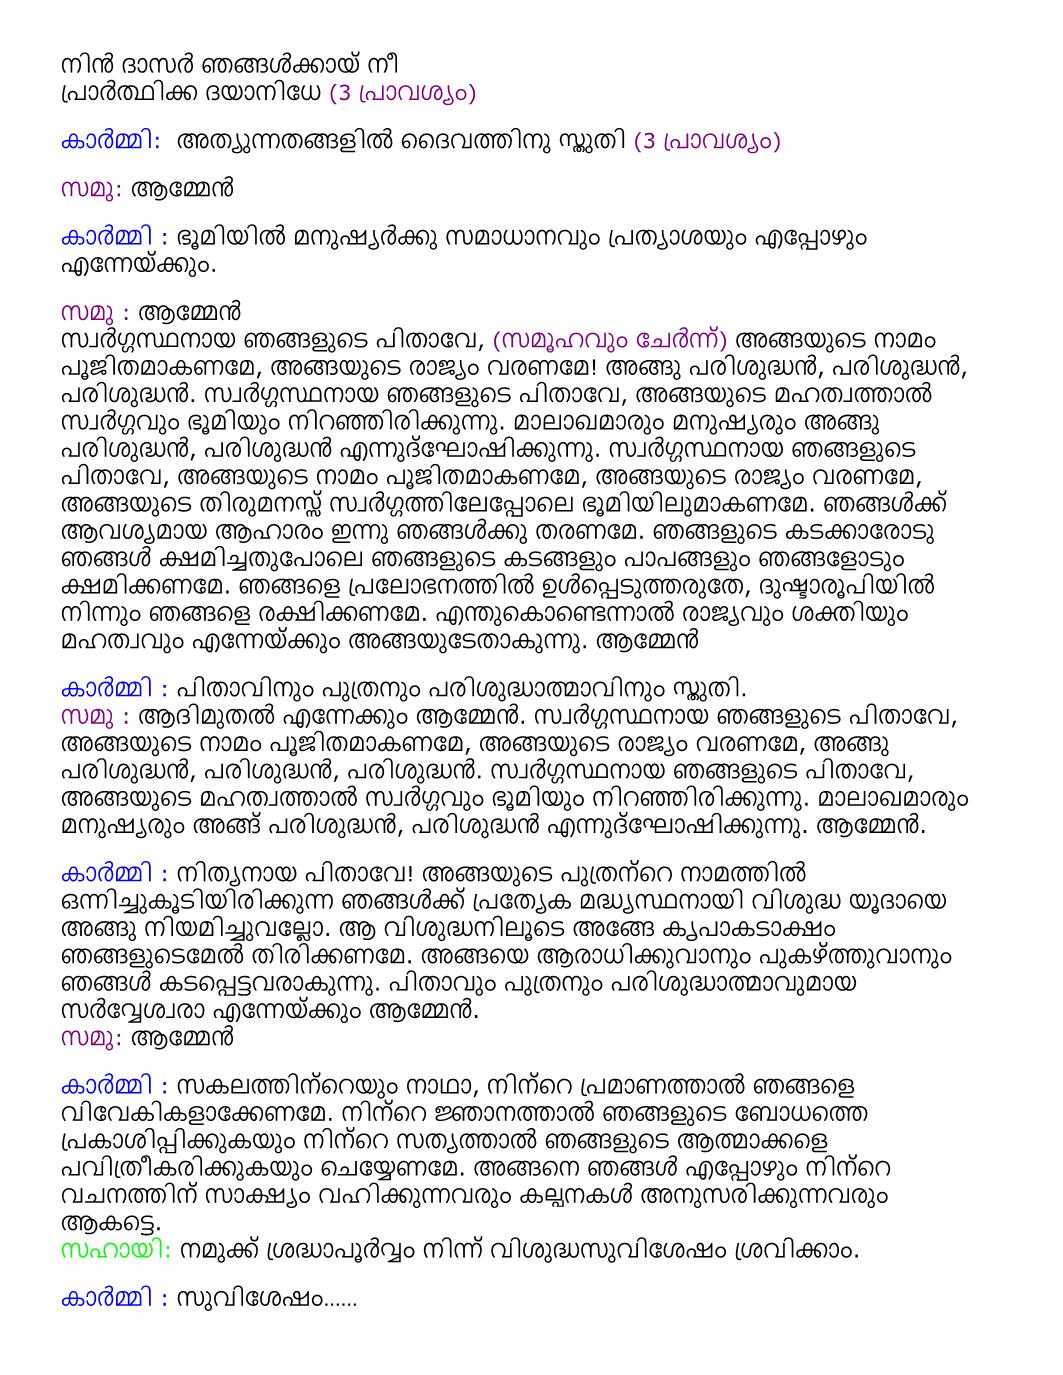 നിൻ ദാസർ ഞങ്ങൾക്കായ് നീ
പ്രാർത്ഥിക്ക ദയാനിധേ (3 പ്രാവശ്യം)
കാർമ്മി:  അത്യുന്നതങ്ങളിൽ ദൈവത്തിനു സ്തുതി (3 പ്രാവശ്യം)
സമൂ: ആമ്മേൻ
കാർമ്മി : ഭൂമിയിൽ മനുഷ്യർക്കു സമാധാനവും പ്രത്യാശയും എപ്പോഴും
എന്നേയ്ക്കും.
സമൂ : ആമ്മേൻ
സ്വർഗ്ഗസ്ഥനായ ഞങ്ങളുടെ പിതാവേ, (സമൂഹവും ചേർന്ന്) അങ്ങയുടെ നാമം
പൂജിതമാകണമേ, അങ്ങയുടെ രാജ്യം വരണമേ! അങ്ങു പരിശുദ്ധൻ, പരിശുദ്ധൻ,
പരിശുദ്ധൻ. സ്വർഗ്ഗസ്ഥനായ ഞങ്ങളുടെ പിതാവേ, അങ്ങയുടെ മഹത്വത്താൽ
സ്വർഗ്ഗവും ഭൂമിയും നിറഞ്ഞിരിക്കുന്നു. മാലാഖമാരും മനുഷ്യരും അങ്ങു
പരിശുദ്ധൻ, പരിശുദ്ധൻ എന്നുദ്ഘോഷിക്കുന്നു. സ്വർഗ്ഗസ്ഥനായ ഞങ്ങളുടെ
പിതാവേ, അങ്ങയുടെ നാമം പൂജിതമാകണമേ, അങ്ങയുടെ രാജ്യം വരണമേ,
അങ്ങയുടെ തിരുമനസ്സ് സ്വർഗ്ഗത്തിലേപ്പോലെ ഭൂമിയിലുമാകണമേ. ഞങ്ങൾക്ക്
ആവശ്യമായ ആഹാരം ഇന്നു ഞങ്ങൾക്കു തരണമേ. ഞങ്ങളുടെ കടക്കാരോടു
ഞങ്ങൾ ക്ഷമിച്ചതുപോലെ ഞങ്ങളുടെ കടങ്ങളും പാപങ്ങളും ഞങ്ങളോടും
ക്ഷമിക്കണമേ. ഞങ്ങളെ പ്രലോഭനത്തിൽ ഉൾപ്പെടുത്തരുതേ, ദുഷ്ടാരൂപിയിൽ
നിന്നും ഞങ്ങളെ രക്ഷിക്കണമേ. എന്തുകൊണ്ടെന്നാൽ രാജ്യവും ശക്തിയും
മഹത്വവും എന്നേയ്ക്കും അങ്ങയുടേതാകുന്നു. ആമ്മേൻ
കാർമ്മി : പിതാവിനും പുത്രനും പരിശുദ്ധാത്മാവിനും സ്തുതി.
സമൂ : ആദിമുതൽ എന്നേക്കും ആമ്മേൻ. സ്വർഗ്ഗസ്ഥനായ ഞങ്ങളുടെ പിതാവേ,
അങ്ങയുടെ നാമം പൂജിതമാകണമേ, അങ്ങയുടെ രാജ്യം വരണമേ, അങ്ങു
പരിശുദ്ധൻ, പരിശുദ്ധൻ, പരിശുദ്ധൻ. സ്വർഗ്ഗസ്ഥനായ ഞങ്ങളുടെ പിതാവേ,
അങ്ങയുടെ മഹത്വത്താൽ സ്വർഗ്ഗവും ഭൂമിയും നിറഞ്ഞിരിക്കുന്നു. മാലാഖമാരും
മനുഷ്യരും അങ്ങ് പരിശുദ്ധൻ, പരിശുദ്ധൻ എന്നുദ്ഘോഷിക്കുന്നു. ആമ്മേൻ.
കാർമ്മി : നിത്യനായ പിതാവേ! അങ്ങയുടെ പുത്രന്റെ നാമത്തിൽ
ഒന്നിച്ചുകൂടിയിരിക്കുന്ന ഞങ്ങൾക്ക് പ്രത്യേക മദ്ധ്യസ്ഥനായി വിശുദ്ധ യൂദായെ
അങ്ങു നിയമിച്ചുവല്ലോ. ആ വിശുദ്ധനിലൂടെ അങ്ങേ കൃപാകടാക്ഷം
ഞങ്ങളുടെമേൽ തിരിക്കണമേ. അങ്ങയെ ആരാധിക്കുവാനും പുകഴ്ത്തുവാനും
ഞങ്ങൾ കടപ്പെട്ടവരാകുന്നു. പിതാവും പുത്രനും പരിശുദ്ധാത്മാവുമായ
സർവ്വേശ്വരാ എന്നേയ്ക്കും ആമ്മേൻ.
സമൂ: ആമ്മേൻ
കാർമ്മി : സകലത്തിന്റെയും നാഥാ, നിന്റെ പ്രമാണത്താൽ ഞങ്ങളെ
വിവേകികളാക്കേണമേ. നിന്റെ ജ്ഞാനത്താൽ ഞങ്ങളുടെ ബോധത്തെ
പ്രകാശിപ്പിക്കുകയും നിന്റെ സത്യത്താൽ ഞങ്ങളുടെ ആത്മാക്കളെ
പവിത്രീകരിക്കുകയും ചെയ്യേണമേ. അങ്ങനെ ഞങ്ങൾ എപ്പോഴും നിന്റെ
വചനത്തിന് സാക്ഷ്യം വഹിക്കുന്നവരും കല്പനകൾ അനുസരിക്കുന്നവരും
ആകട്ടെ.
സഹായി: നമുക്ക് ശ്രദ്ധാപൂർവ്വം നിന്ന് വിശുദ്ധസുവിശേഷം ശ്രവിക്കാം.
കാർമ്മി : സുവിശേഷം......